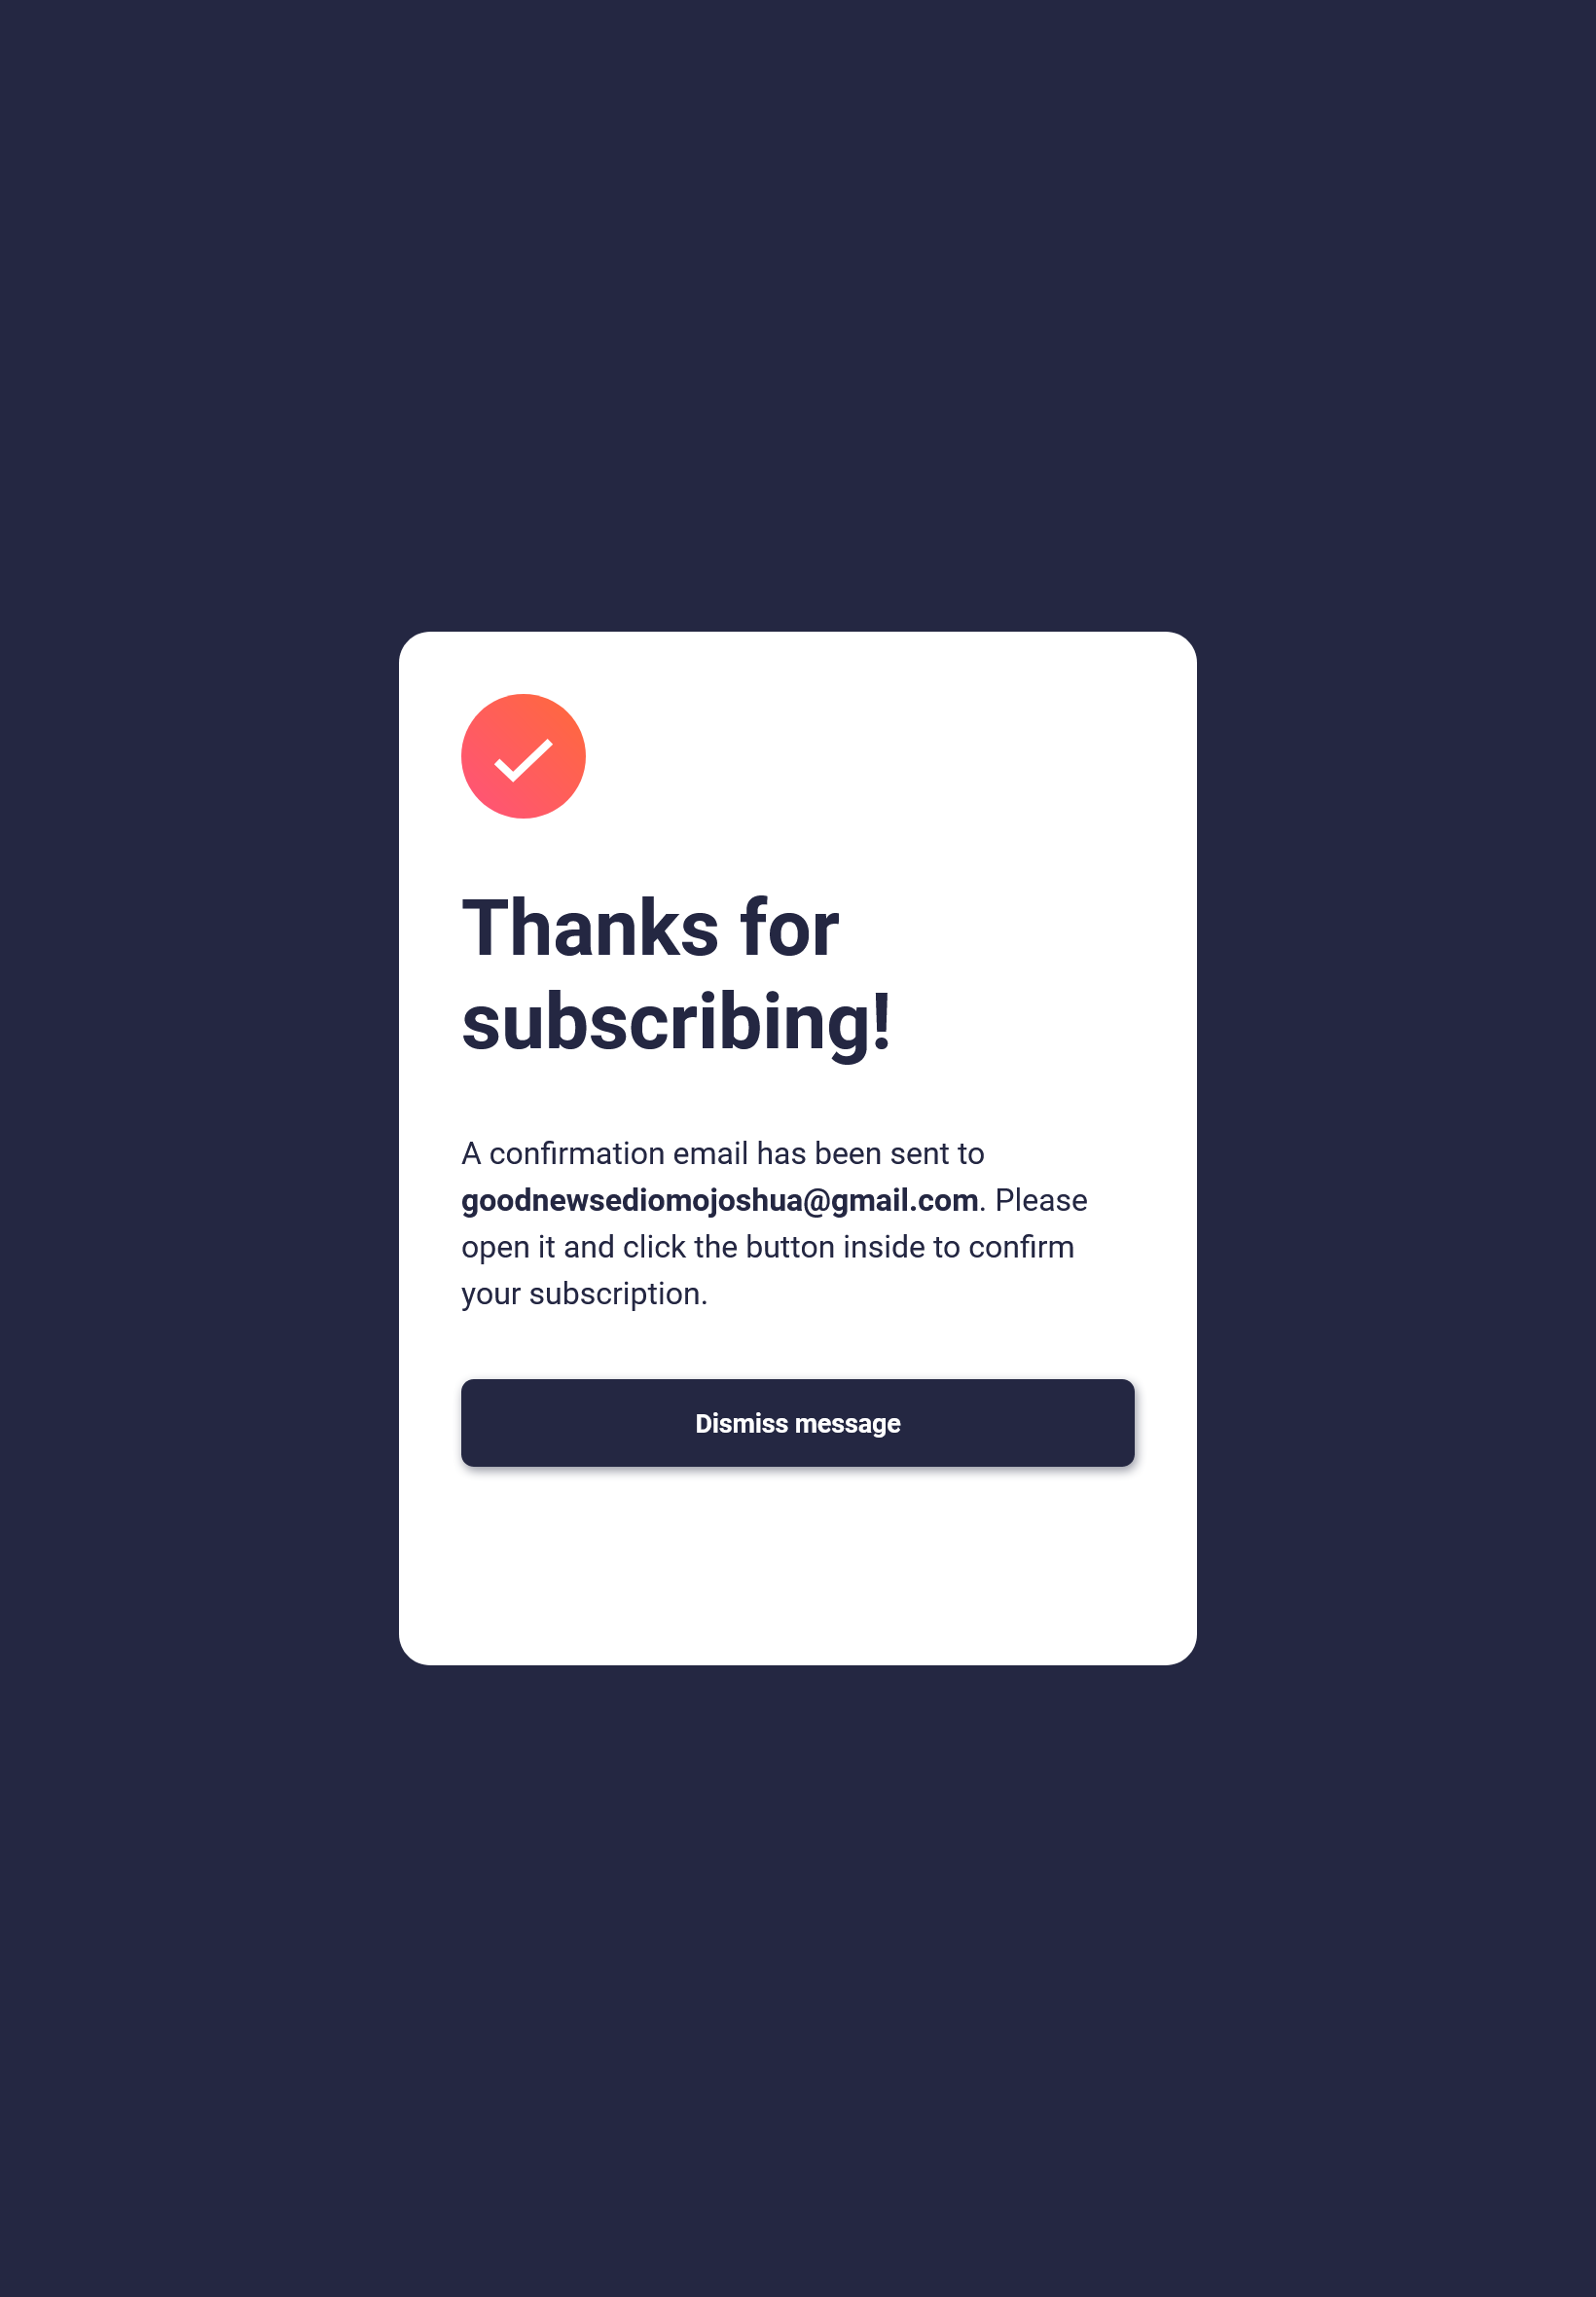 Thanks for
subscribing!
A confirmation email has been sent to
goodnewsediomojoshua@gmail.com. Please
open it and click the button inside to confirm
your subscription.
Dismiss message